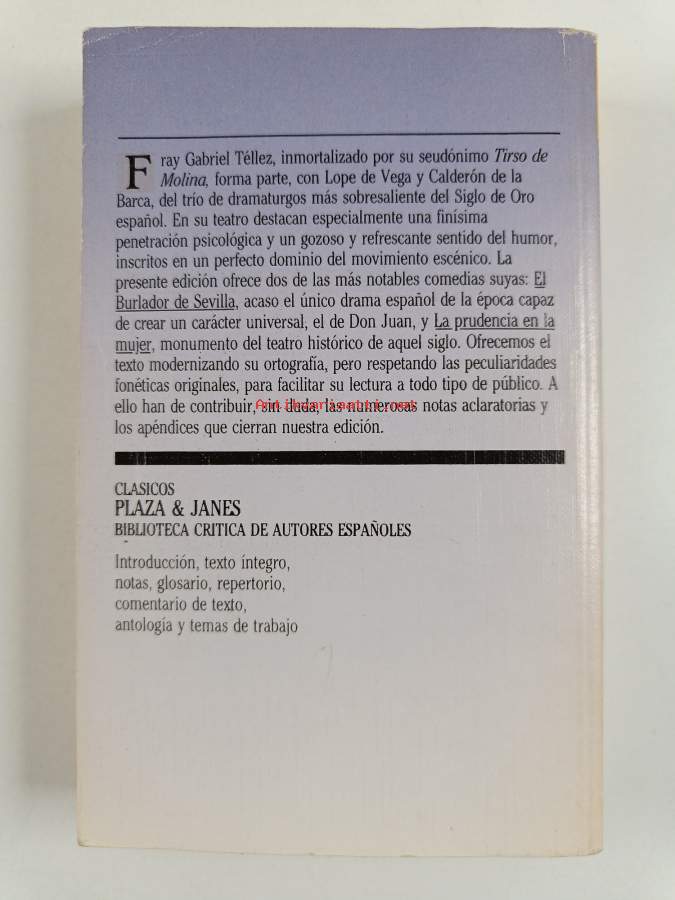 Fray Gabriel Téllez, inmortalizado por su seudónimo Tirso de
Molina, forma parte, con Lope de Vega y Calderón de la
Barca, del trío de dramaturgos más sobresaliente del Siglo de Oro
español. En su teatro destacan especialmente una finísima
penetración psicológica y un gozoso y refrescante sentido del humor,
inscritos en un perfecto dominio del movimiento escénico. La
presente edición ofrece dos de las más notables comedias suyas: El
Burlador de Sevilla, acaso el único drama español de la época capaz
de crear un carácter universal, el de Don Juan, y La prudencia en la
mujer, monumento del teatro histórico de aquel siglo. Ofrecemos el
texto modernizando su ortografía, pero respetando las peculiaridades
fonéticas originales, para facilitar su lectura a todo tipo de público. A
ello han de contribuir, sin duda, las numerosas notas aclaratorias y
los apéndices que cierran nuestra edición.
Antikvariaatti.net
CLASICOS
PLAZA & JANES
BIBLIOTECA CRITICA DE AUTORES ESPAÑOLES
Introducción, texto íntegro,
notas, glosario, repertorio,
comentario de texto,
antología y temas de trabajo